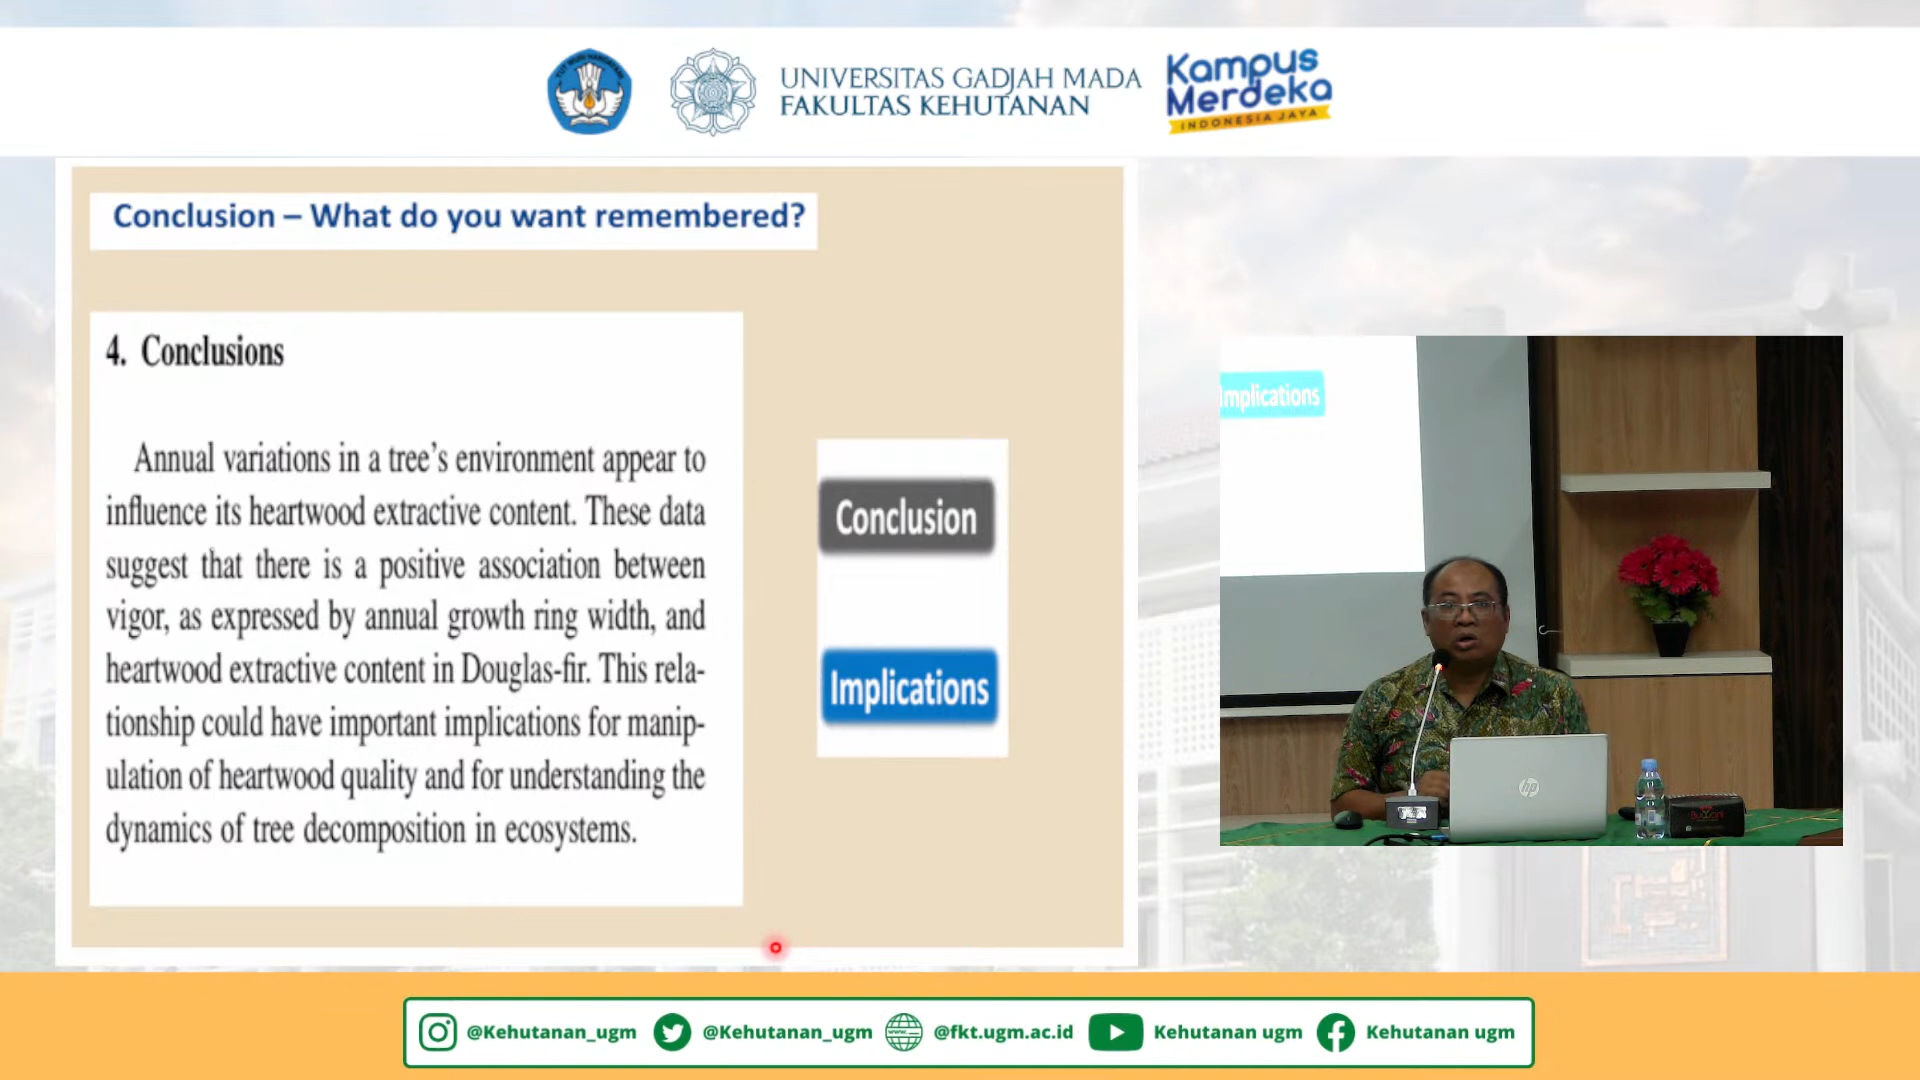 UNIVERSITAS GADJAH MADA
FAKULTAS KEHUTANAN
Kampus
Merdeka
INDONESIA JAYA
Conclusion – What do you want remembered?
4. Conclusions
Annual variations in a tree's environment appear to
influence its heartwood extractive content. These data
suggest that there is a positive association between
vigor, as expressed by annual growth ring width, and
heartwood extractive content in Douglas-fir. This rela-
tionship could have important implications for manip-
ulation of heartwood quality and for understanding the
dynamics of tree decomposition in ecosystems.
Conclusion
Implications
Implications
hp
@Kehutanan_ugm
@Kehutanan_ugm
@fkt.ugm.ac.id
Kehutanan ugm
Kehutanan ugm